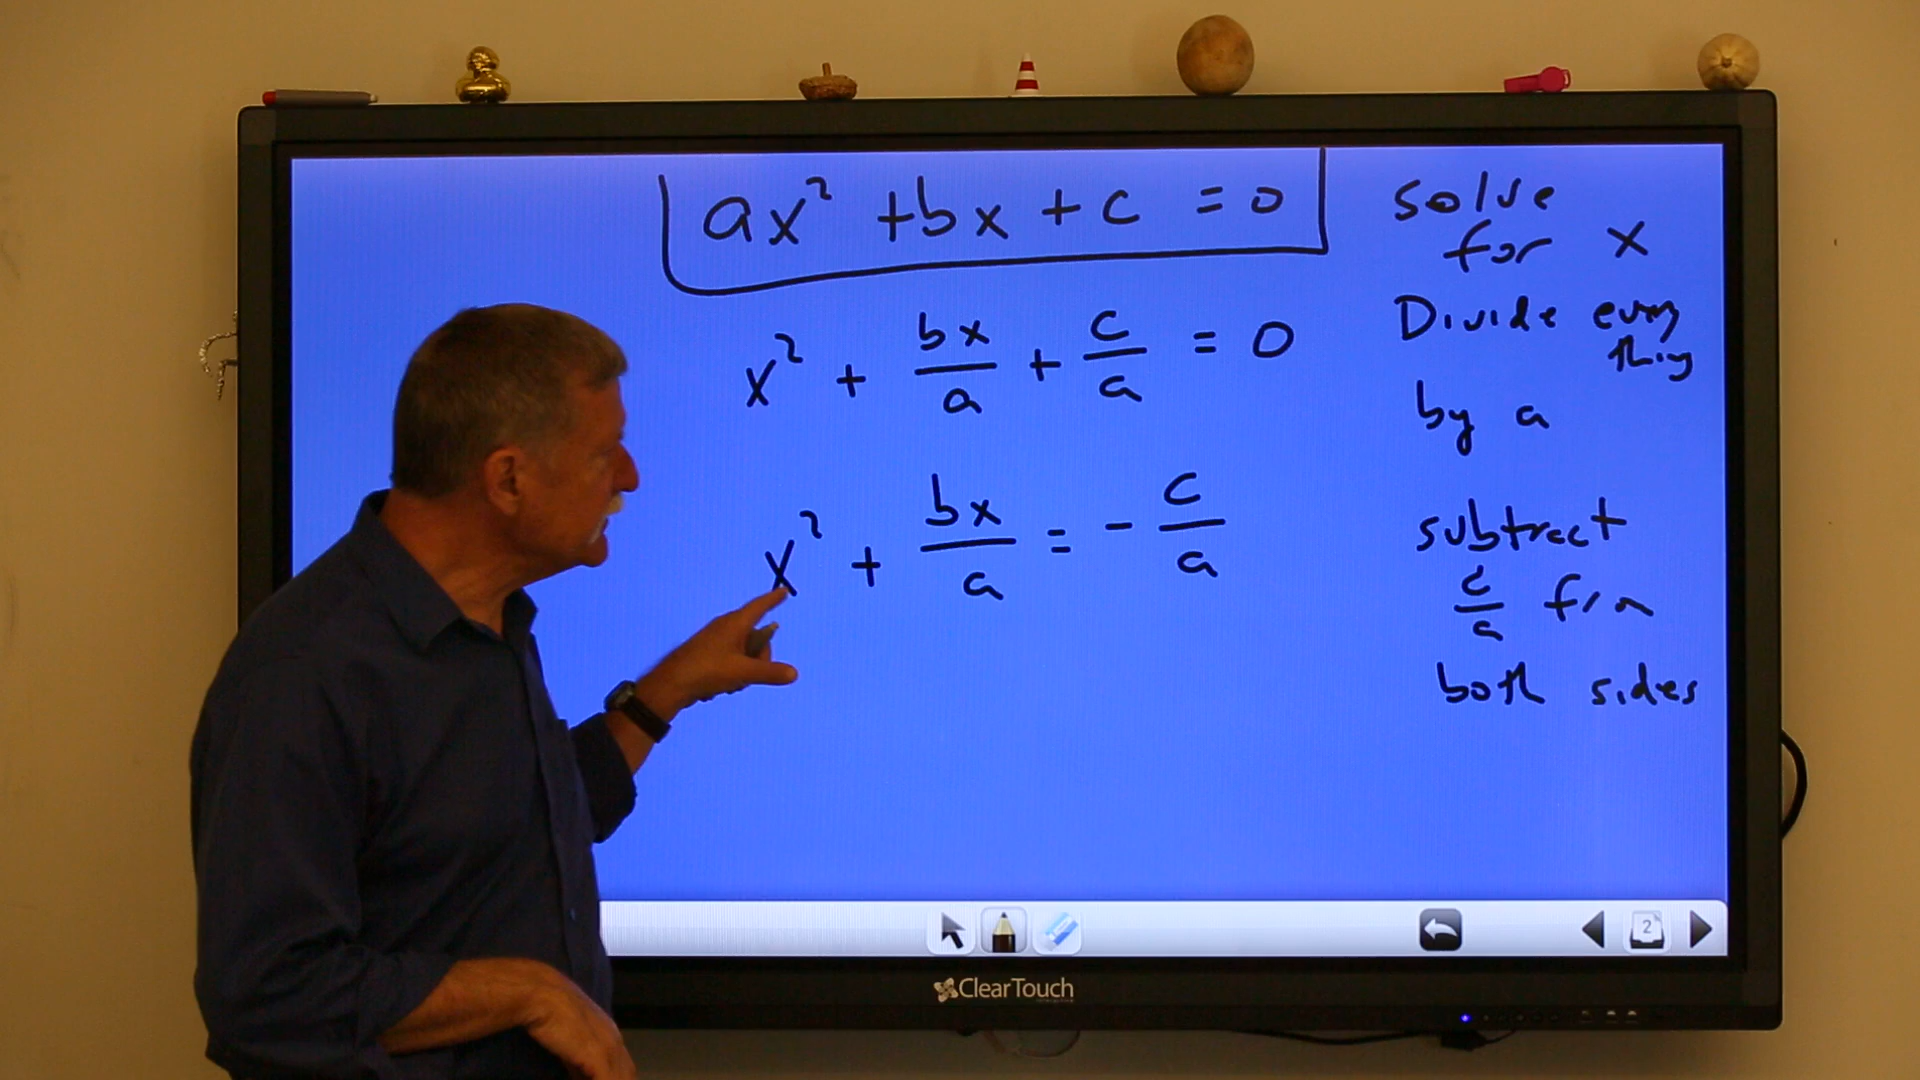 ax² + bx + c = 0
solve
for x
x² + bx/a + c/a = 0
Divide every
thing
by a
x² + bx/a = - c/a
subtract
c/a from
both sides
2
ClearTouch